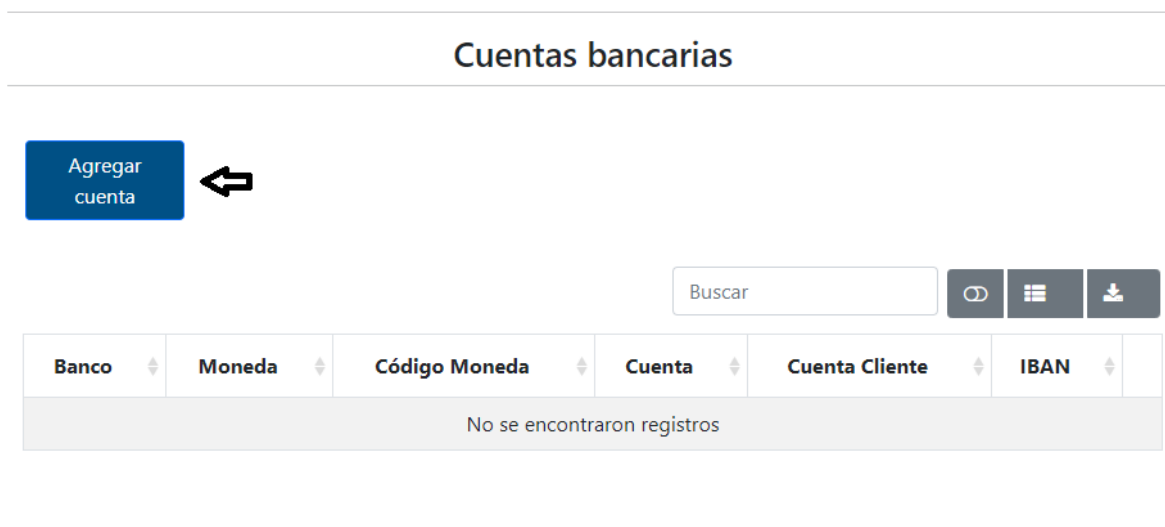 Cuentas bancarias
Agregar
cuenta
Buscar
Banco Moneda Código Moneda Cuenta Cuenta Cliente IBAN
No se encontraron registros